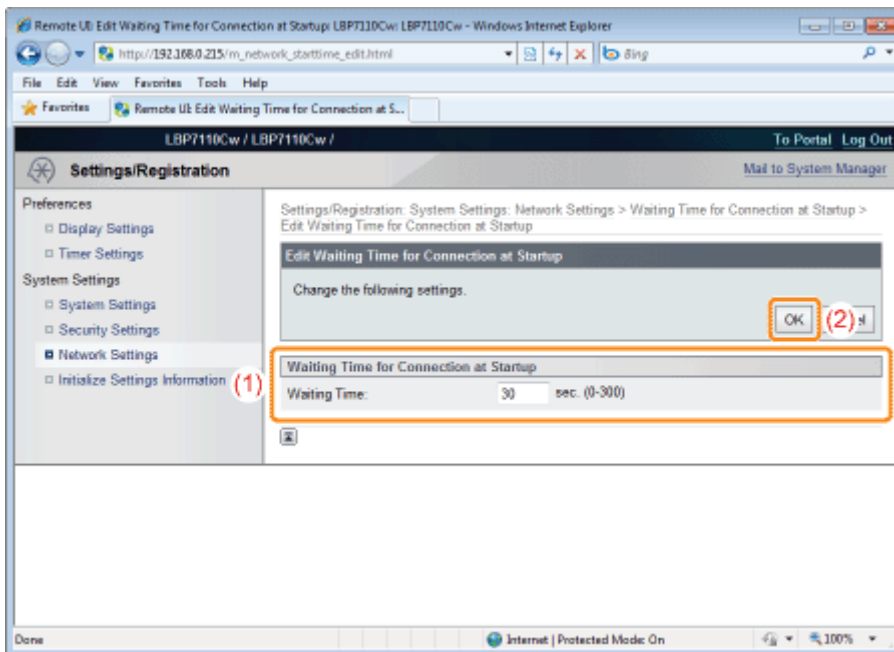 Remote UI: Edit Waiting Time for Connection at Startup: LBP7110Cw: LBP7110Cw - Windows Internet Explorer
http://192.168.0.215/m_network_starttime_edit.html
Bing
File Edit View Favorites Tools Help
Favorites
Remote UI: Edit Waiting Time for Connection at S...
LBP7110Cw / LBP7110Cw /
To Portal Log Out
Settings/Registration
Mail to System Manager
Preferences
Display Settings
Timer Settings
System Settings
System Settings
Security Settings
Network Settings
Initialize Settings Information
(1)
Settings/Registration: System Settings: Network Settings > Waiting Time for Connection at Startup >
Edit Waiting Time for Connection at Startup
Edit Waiting Time for Connection at Startup
Change the following settings.
OK
(2)
Waiting Time for Connection at Startup
Waiting Time: 30 sec. (0-300)
Done
Internet | Protected Mode: On
100%